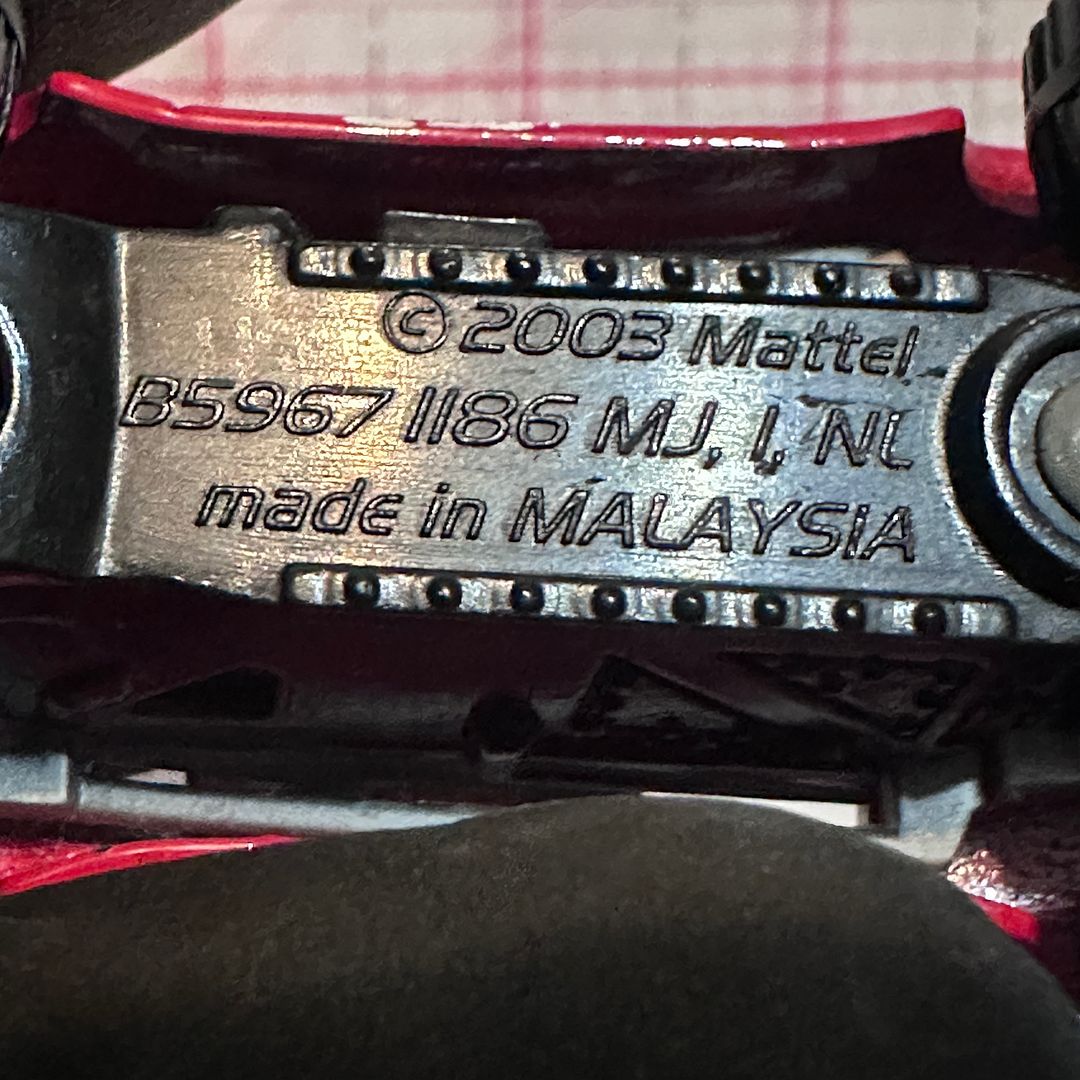 © 2003 Mattel
B5967 1186 MJ, I, NL
made in MALAYSiA